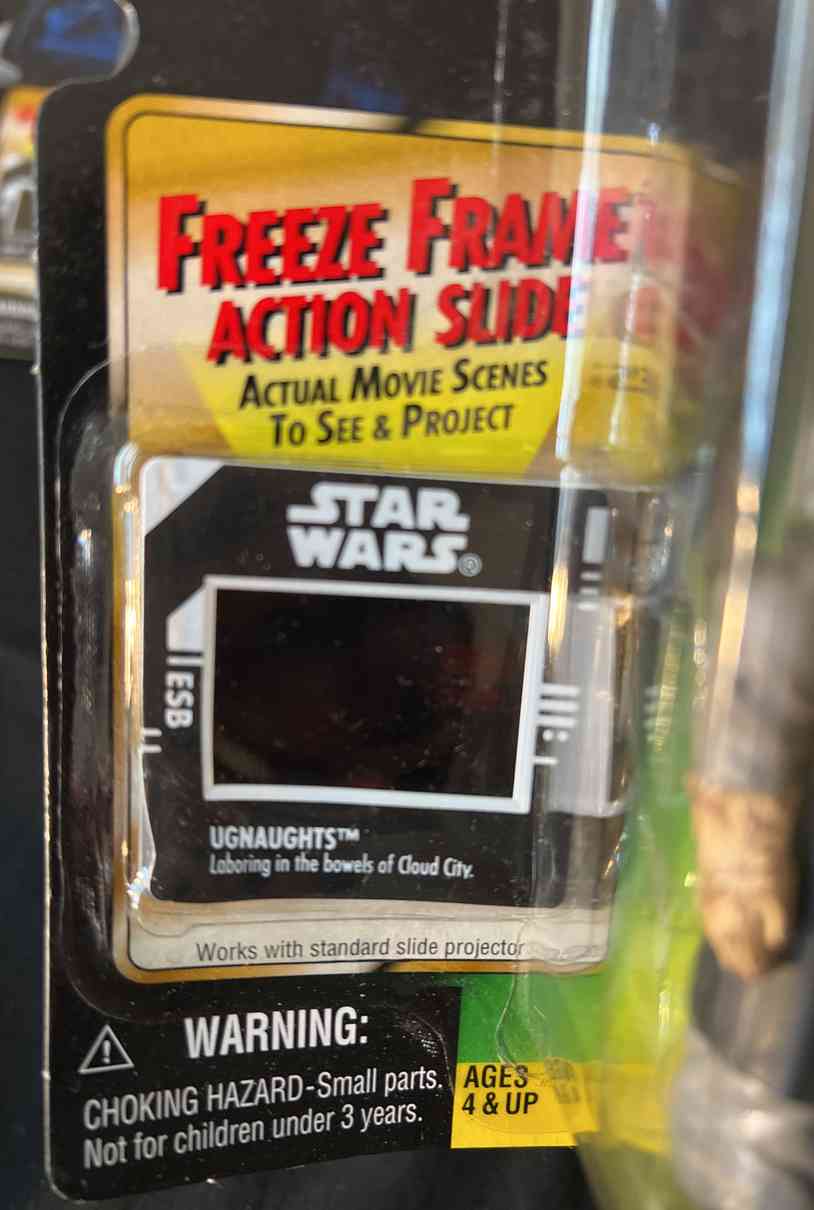 FREEZE FRAME
ACTION SLIDE
ACTUAL MOVIE SCENES
TO SEE & PROJECT
STAR
WARS®
ESB
UGNAUGHTS™
Laboring in the bowels of Cloud City.
Works with standard slide projector
WARNING:
CHOKING HAZARD-Small parts.
Not for children under 3 years.
AGES
4 & UP